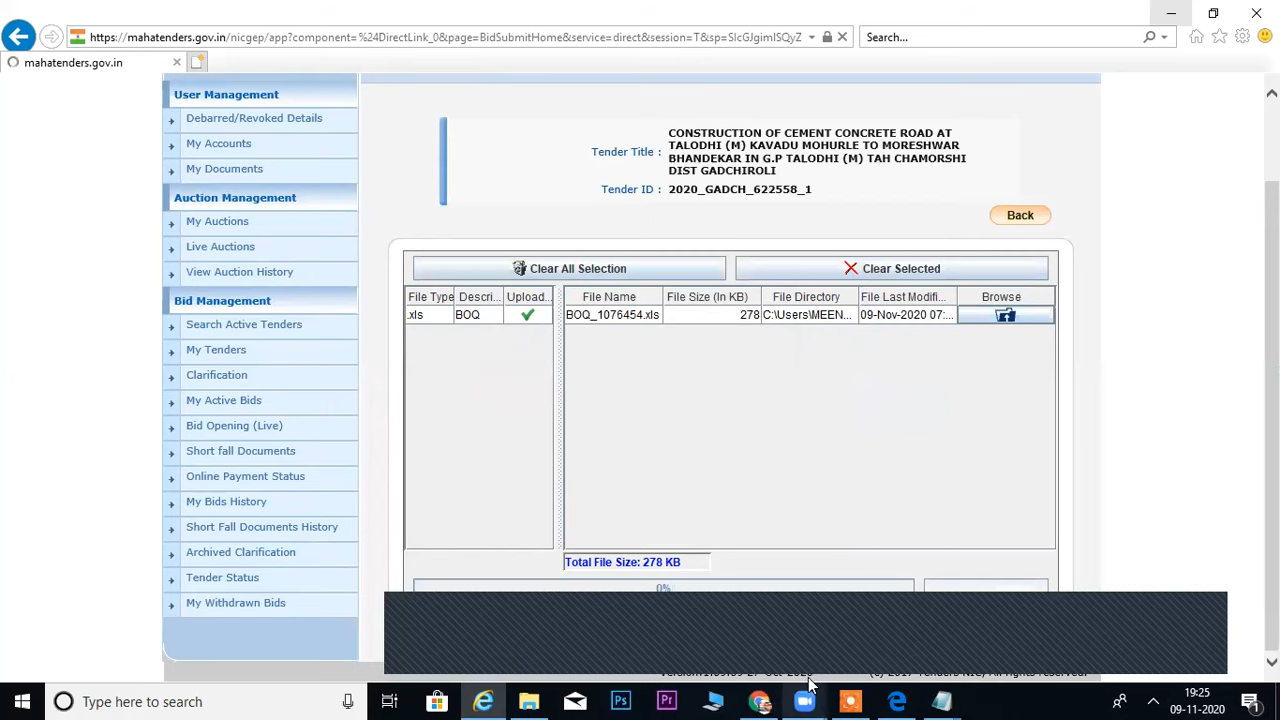 https://mahatenders.gov.in/nicgep/app?component=%24DirectLink_0&page=BidSubmitHome&service=direct&session=T&sp=SIcGJgimISQyZ
Search...
mahatenders.gov.in
User Management
Debarred/Revoked Details
My Accounts
My Documents
Auction Management
My Auctions
Live Auctions
View Auction History
Bid Management
Search Active Tenders
My Tenders
Clarification
My Active Bids
Bid Opening (Live)
Short fall Documents
Online Payment Status
My Bids History
Short Fall Documents History
Archived Clarification
Tender Status
My Withdrawn Bids
Tender Title :
CONSTRUCTION OF CEMENT CONCRETE ROAD AT
TALODHI (M) KAVADU MOHURLE TO MORESHWAR
BHANDEKAR IN G.P TALODHI (M) TAH CHAMORSHI
DIST GADCHIROLI
Tender ID : 2020_GADCH_622558_1
Back
Clear All Selection Clear Selected
File Type Descri... Upload... File Name File Size (In KB) File Directory File Last Modifi... Browse
.xls BOQ BOQ_1076454.xls 278 C:\Users\MEEN... 09-Nov-2020 07:...
Total File Size: 278 KB
0%
Type here to search
Ps Pr
19:25
09-11-2020
1